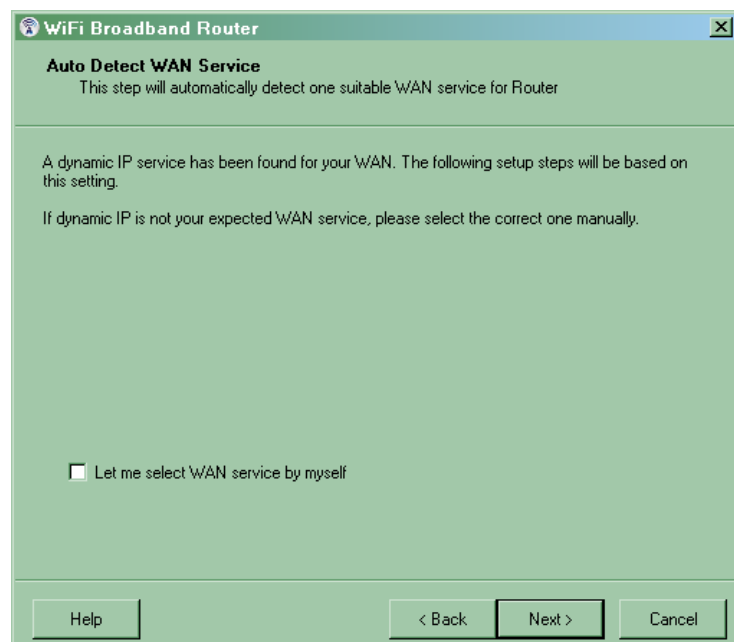 WiFi Broadband Router
Auto Detect WAN Service
This step will automatically detect one suitable WAN service for Router
A dynamic IP service has been found for your WAN. The following setup steps will be based on
this setting.
If dynamic IP is not your expected WAN service, please select the correct one manually.
Let me select WAN service by myself
Help
< Back
Next >
Cancel